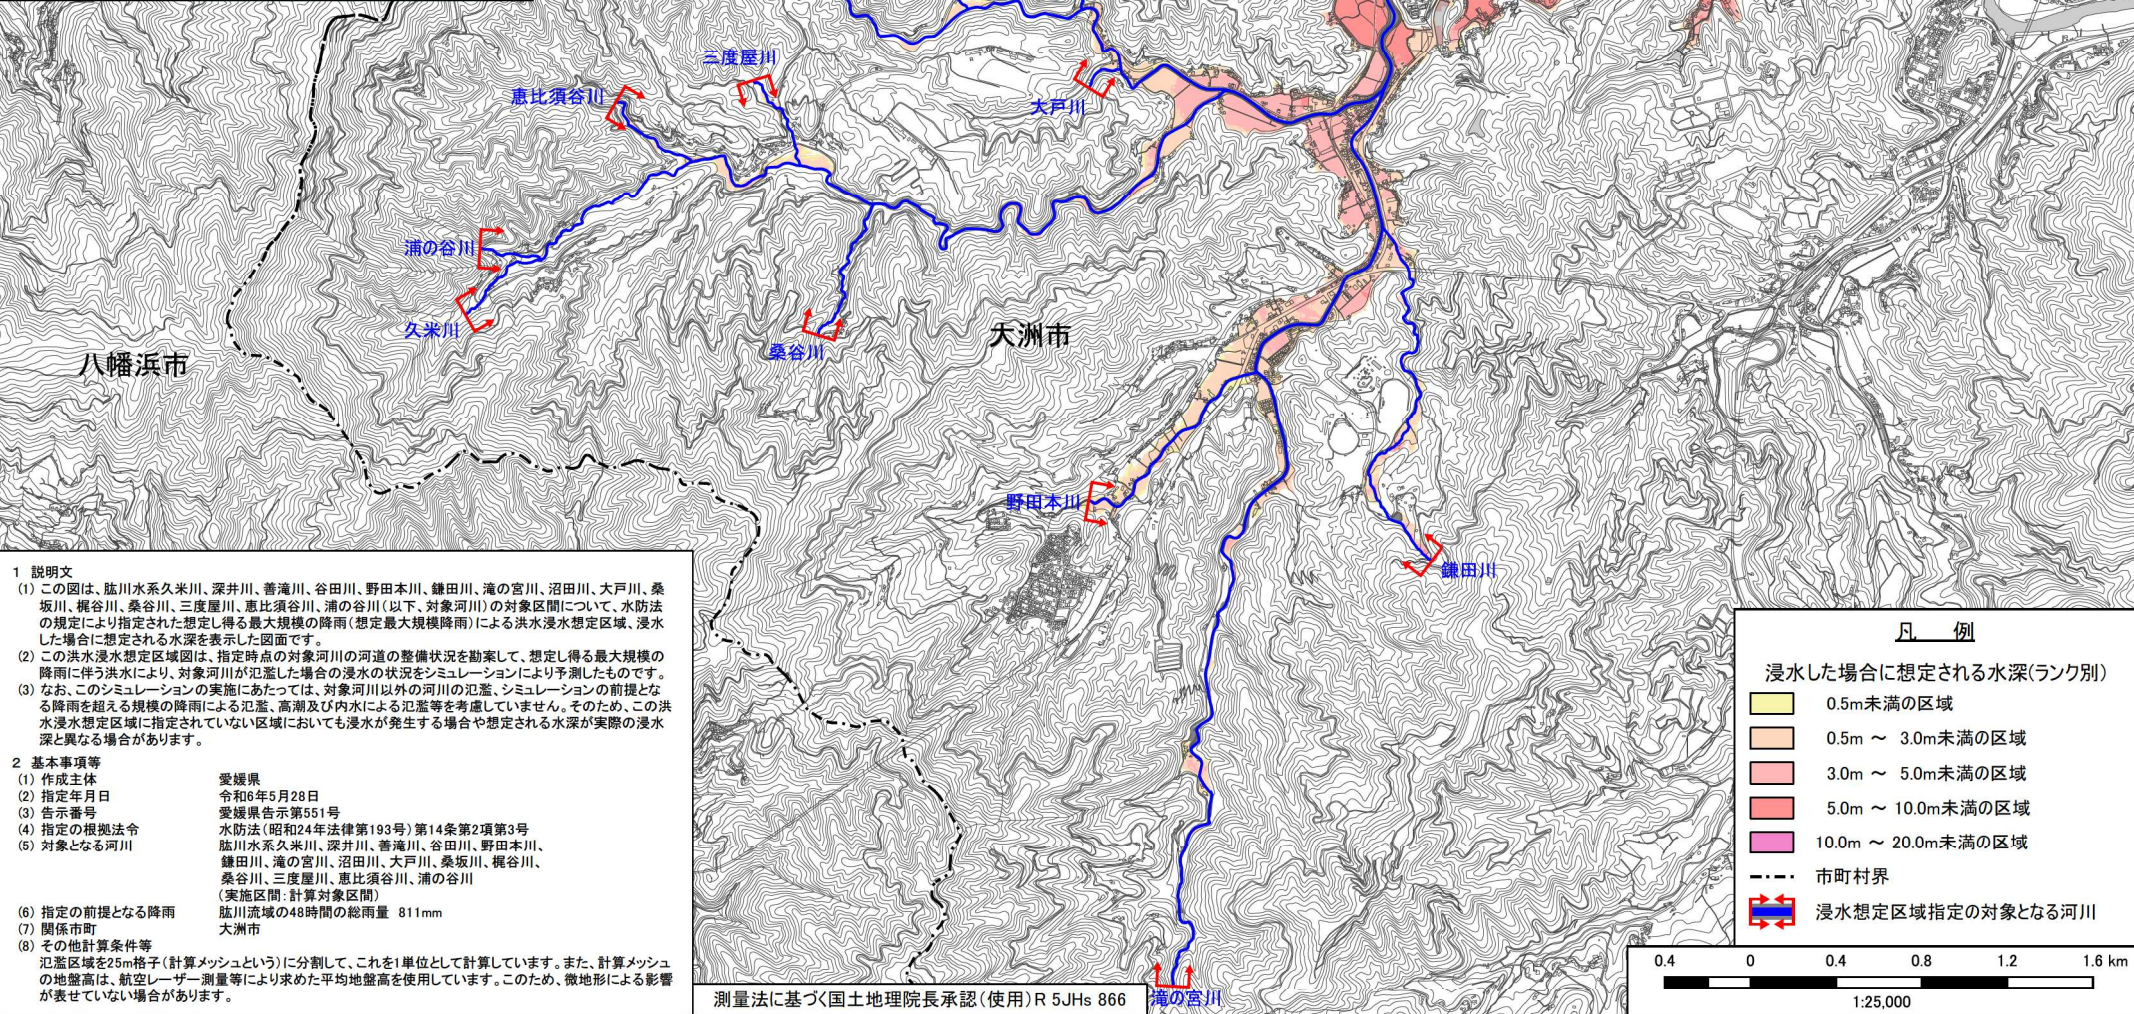 三度屋川
恵比須谷川
大戸川
浦の谷川
久米川
桑谷川
大洲市
八幡浜市
野田本川
鎌田川
滝の宮川
1 説明文
(1) この図は、肱川水系久米川、深井川、善滝川、谷田川、野田本川、鎌田川、滝の宮川、沼田川、大戸川、桑
坂川、梶谷川、桑谷川、三度屋川、恵比須谷川、浦の谷川(以下、対象河川)の対象区間について、水防法
の規定により指定された想定し得る最大規模の降雨(想定最大規模降雨)による洪水浸水想定区域、浸水
した場合に想定される水深を表示した図面です。
(2) この洪水浸水想定区域図は、指定時点の対象河川の河道の整備状況を勘案して、想定し得る最大規模の
降雨に伴う洪水により、対象河川が氾濫した場合の浸水の状況をシミュレーションにより予測したものです。
(3) なお、このシミュレーションの実施にあたっては、対象河川以外の河川の氾濫、シミュレーションの前提とな
る降雨を超える規模の降雨による氾濫、高潮及び内水による氾濫等を考慮していません。そのため、この洪
水浸水想定区域に指定されていない区域においても浸水が発生する場合や想定される水深が実際の浸水
深と異なる場合があります。
2 基本事項等
(1) 作成主体 愛媛県
(2) 指定年月日 令和6年5月28日
(3) 告示番号 愛媛県告示第551号
(4) 指定の根拠法令 水防法(昭和24年法律第193号)第14条第2項第3号
(5) 対象となる河川 肱川水系久米川、深井川、善滝川、谷田川、野田本川、
鎌田川、滝の宮川、沼田川、大戸川、桑坂川、梶谷川、
桑谷川、三度屋川、恵比須谷川、浦の谷川
(実施区間:計算対象区間)
(6) 指定の前提となる降雨 肱川流域の48時間の総雨量 811mm
(7) 関係市町 大洲市
(8) その他計算条件等
氾濫区域を25m格子(計算メッシュという)に分割して、これを1単位として計算しています。また、計算メッシュ
の地盤高は、航空レーザー測量等により求めた平均地盤高を使用しています。このため、微地形による影響
が表せていない場合があります。
測量法に基づく国土地理院長承認(使用)R 5JHs 866
凡 例
浸水した場合に想定される水深(ランク別)
0.5m未満の区域
0.5m ～ 3.0m未満の区域
3.0m ～ 5.0m未満の区域
5.0m ～ 10.0m未満の区域
10.0m ～ 20.0m未満の区域
市町村界
浸水想定区域指定の対象となる河川
0.4 0 0.4 0.8 1.2 1.6 km
1:25,000